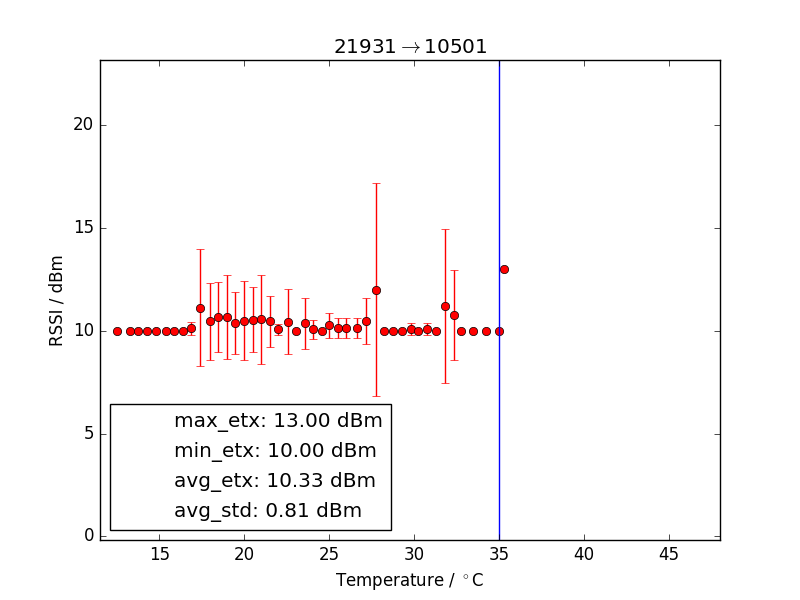 21931→10501
20
15
10
5
0
RSSI / dBm
max_etx: 13.00 dBm
min_etx: 10.00 dBm
avg_etx: 10.33 dBm
avg_std: 0.81 dBm
15 20 25 30 35 40 45
Temperature / °C